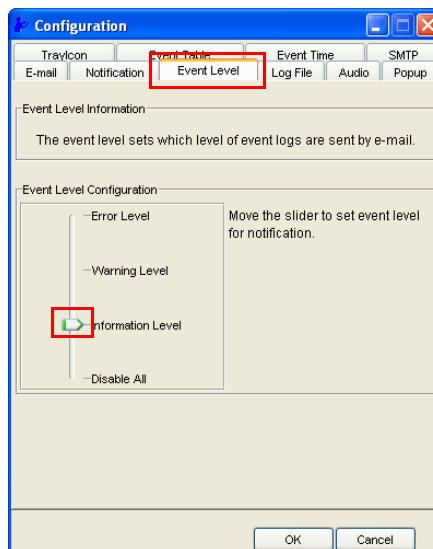 Configuration
TrayIcon Event Table Event Time SMTP
E-mail Notification Event Level Log File Audio Popup
Event Level Information
The event level sets which level of event logs are sent by e-mail.
Event Level Configuration
Error Level
Warning Level
Information Level
Disable All
Move the slider to set event level
for notification.
OK Cancel